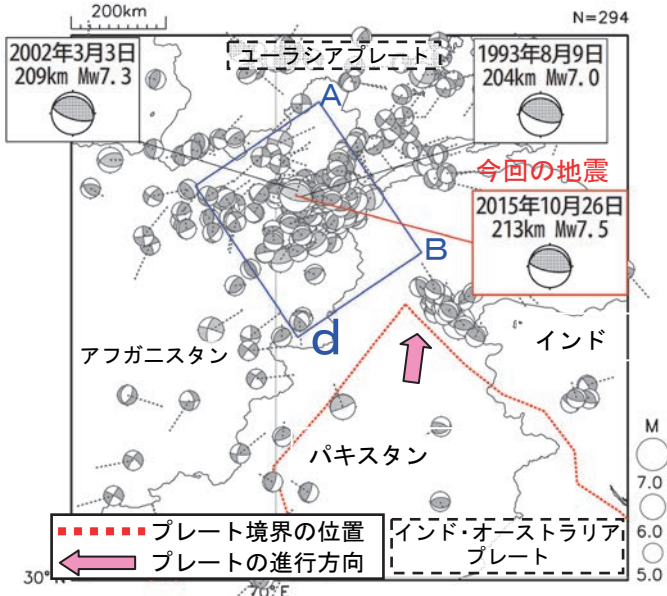 200km
N=294
2002年3月3日
209km Mw7.3
ユーラシアプレート
1993年8月9日
204km Mw7.0
A
今回の地震
2015年10月26日
213km Mw7.5
B
d
アフガニスタン
インド
パキスタン
M
7.0
6.0
5.0
プレート境界の位置
プレートの進行方向
インド・オーストラリア
プレート
30°N
70°E